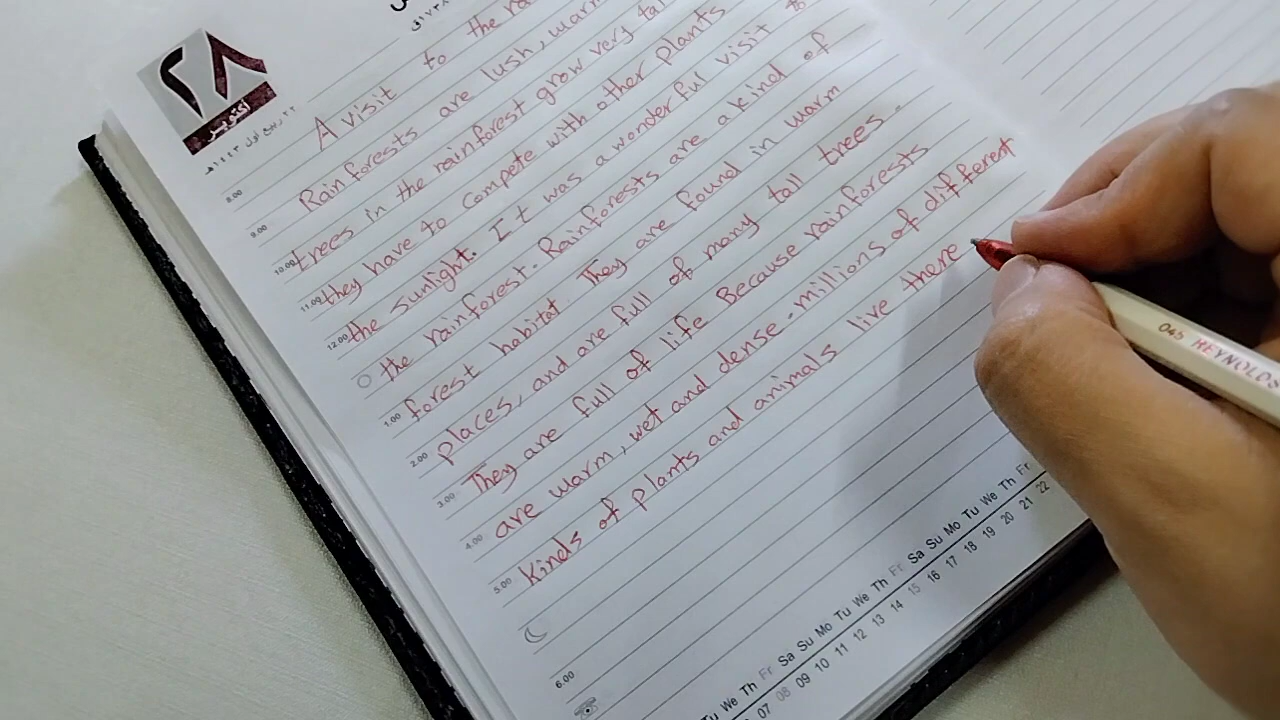 ٢٨
أكتوبر
٢٢ ربيع أول ١٤٤٣هـ
A visit to the
Rainforests are lush, warm
8.00
trees in the rainforest grow very tall
9.00
they have to compete with other plants
10.00
the sunlight. It was a wonderful visit to
11.00
the rainforest. Rainforests are a kind of
12.00
forest habitat They are found in warm
places, and are full of many tall trees.
1.00
They are full of life Because rainforests
2.00
are warm, wet and dense - millions of different
3.00
Kinds of plants and animals live there
4.00
5.00
6.00
Tu We Th Fr Sa Su Mo Tu We Th Fr Sa Su Mo Tu We Th Fr
07 08 09 10 11 12 13 14 15 16 17 18 19 20 21 22
045 REYNOLDS